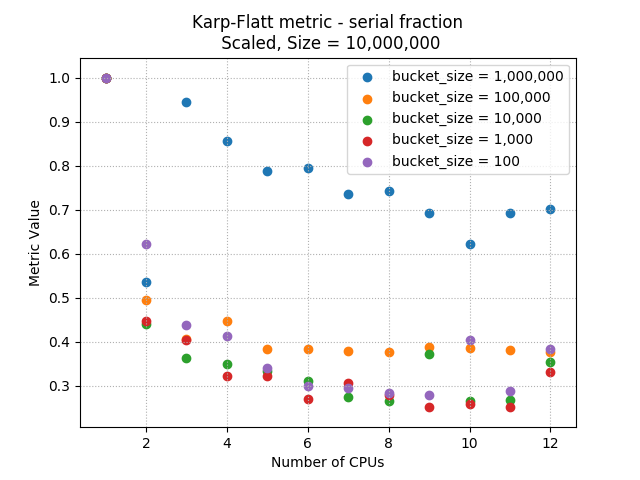 Karp-Flatt metric - serial fraction
Scaled, Size = 10,000,000
bucket_size = 1,000,000
bucket_size = 100,000
bucket_size = 10,000
bucket_size = 1,000
bucket_size = 100
Metric Value
1.0
0.9
0.8
0.7
0.6
0.5
0.4
0.3
2 4 6 8 10 12
Number of CPUs